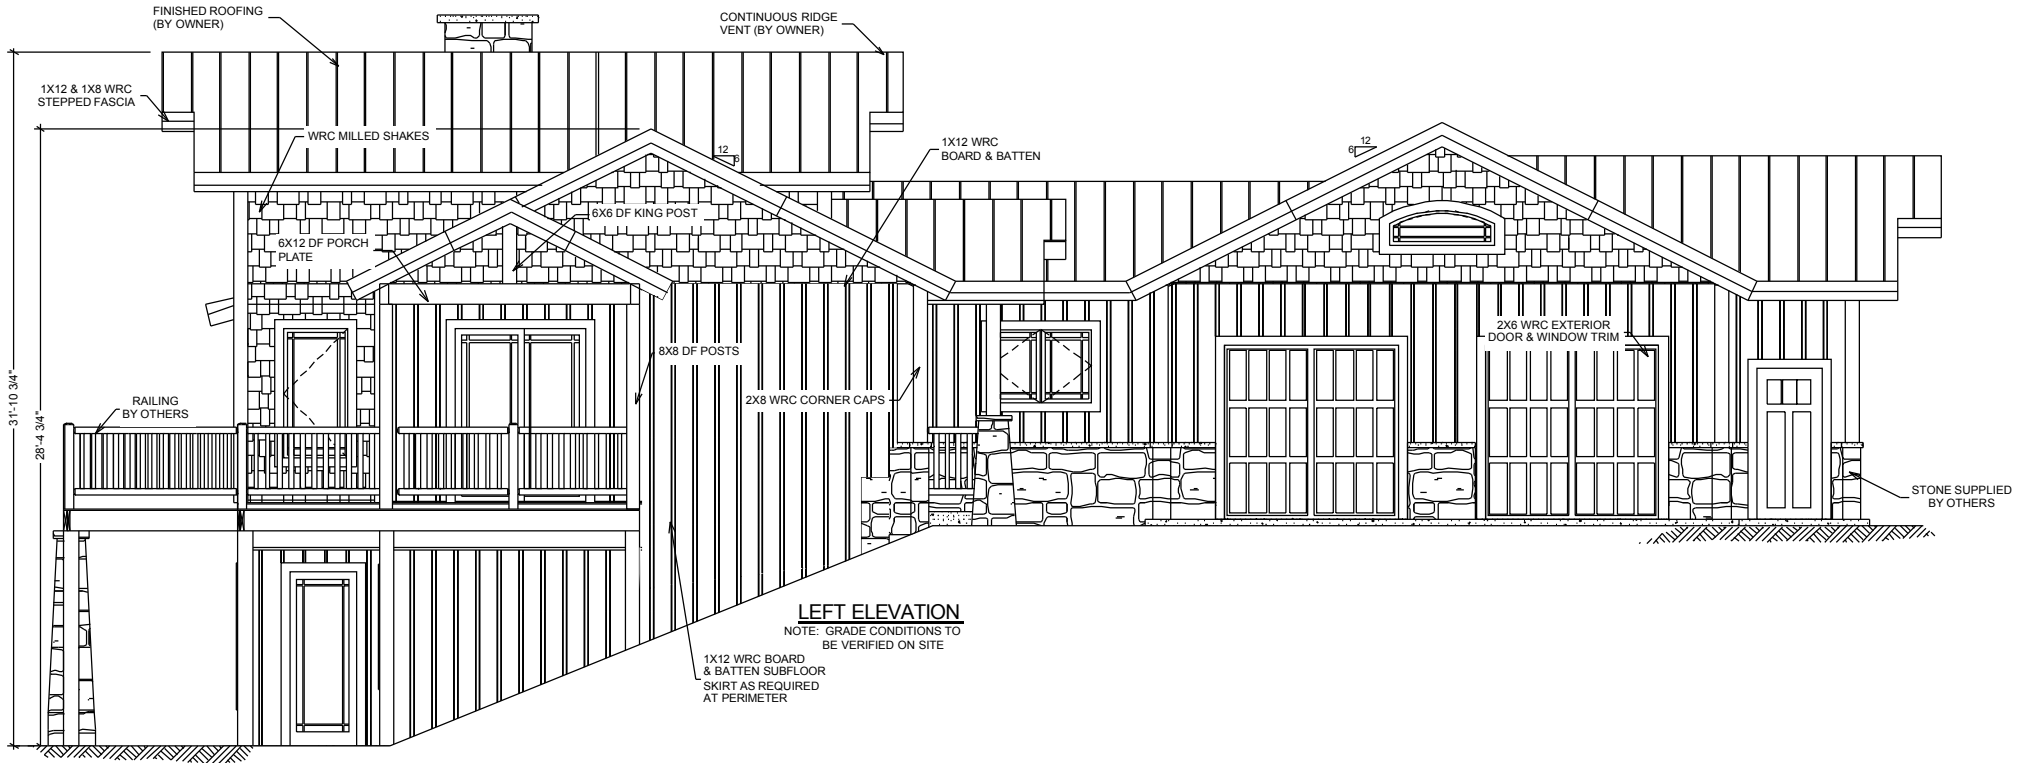 FINISHED ROOFING
(BY OWNER)
CONTINUOUS RIDGE
VENT (BY OWNER)
1X12 & 1X8 WRC
STEPPED FASCIA
WRC MILLED SHAKES
12
6
1X12 WRC
BOARD & BATTEN
12
6
6X6 DF KING POST
6X12 DF PORCH
PLATE
2X6 WRC EXTERIOR
DOOR & WINDOW TRIM
8X8 DF POSTS
31'-10 3/4"
28'-4 3/4"
RAILING
BY OTHERS
2X8 WRC CORNER CAPS
STONE SUPPLIED
BY OTHERS
LEFT ELEVATION
NOTE: GRADE CONDITIONS TO
BE VERIFIED ON SITE
1X12 WRC BOARD
& BATTEN SUBFLOOR
SKIRT AS REQUIRED
AT PERIMETER